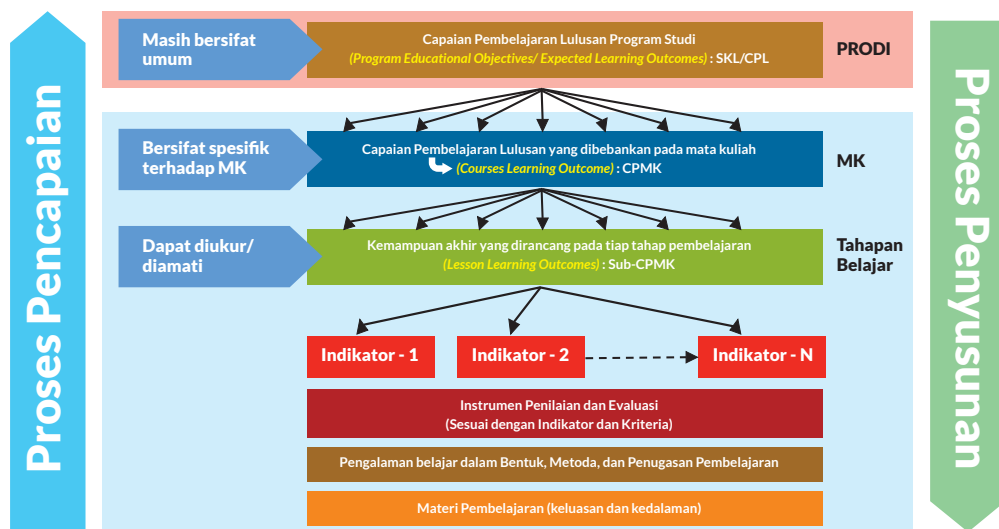 Proses Pencapaian
Masih bersifat
umum
Capaian Pembelajaran Lulusan Program Studi
(Program Educational Objectives/ Expected Learning Outcomes) : SKL/CPL
PRODI
Bersifat spesifik
terhadap MK
Capaian Pembelajaran Lulusan yang dibebankan pada mata kuliah
(Courses Learning Outcome) : CPMK
MK
Dapat diukur/
diamati
Kemampuan akhir yang dirancang pada tiap tahap pembelajaran
(Lesson Learning Outcomes) : Sub-CPMK
Tahapan
Belajar
Indikator - 1
Indikator - 2
Indikator - N
Instrumen Penilaian dan Evaluasi
(Sesuai dengan Indikator dan Kriteria)
Pengalaman belajar dalam Bentuk, Metoda, dan Penugasan Pembelajaran
Materi Pembelajaran (keluasan dan kedalaman)
Proses Penyusunan